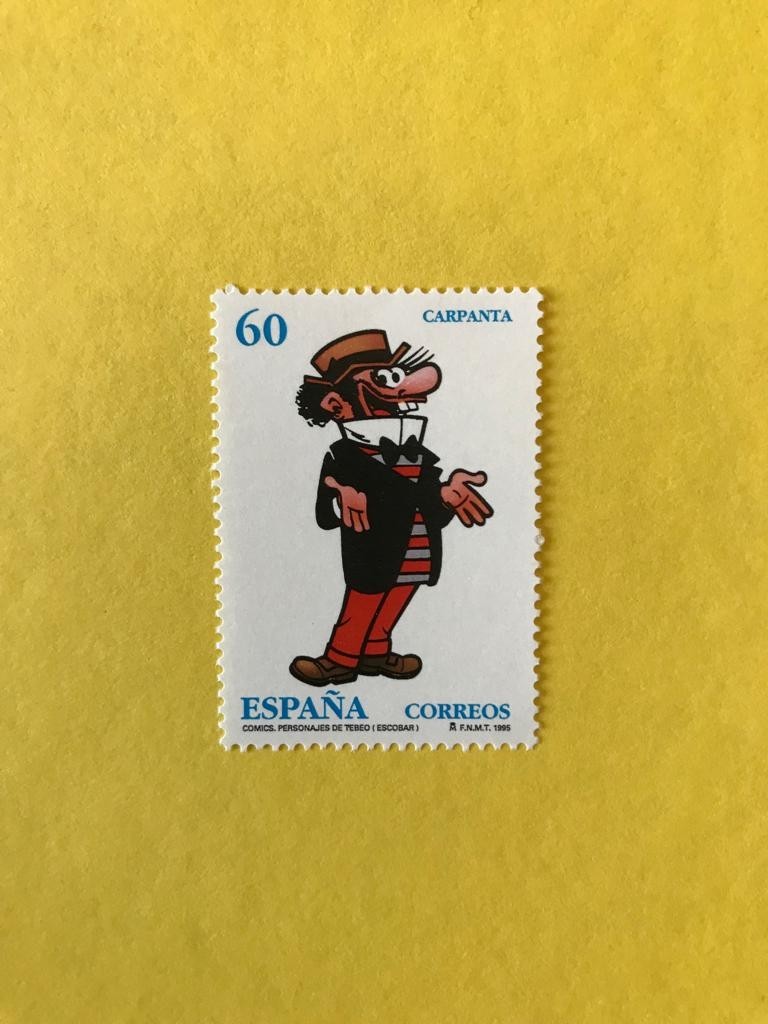 60
CARPANTA
ESPAÑA CORREOS
COMICS. PERSONAJES DE TEBEO (ESCOBAR) F.N.M.T. 1995